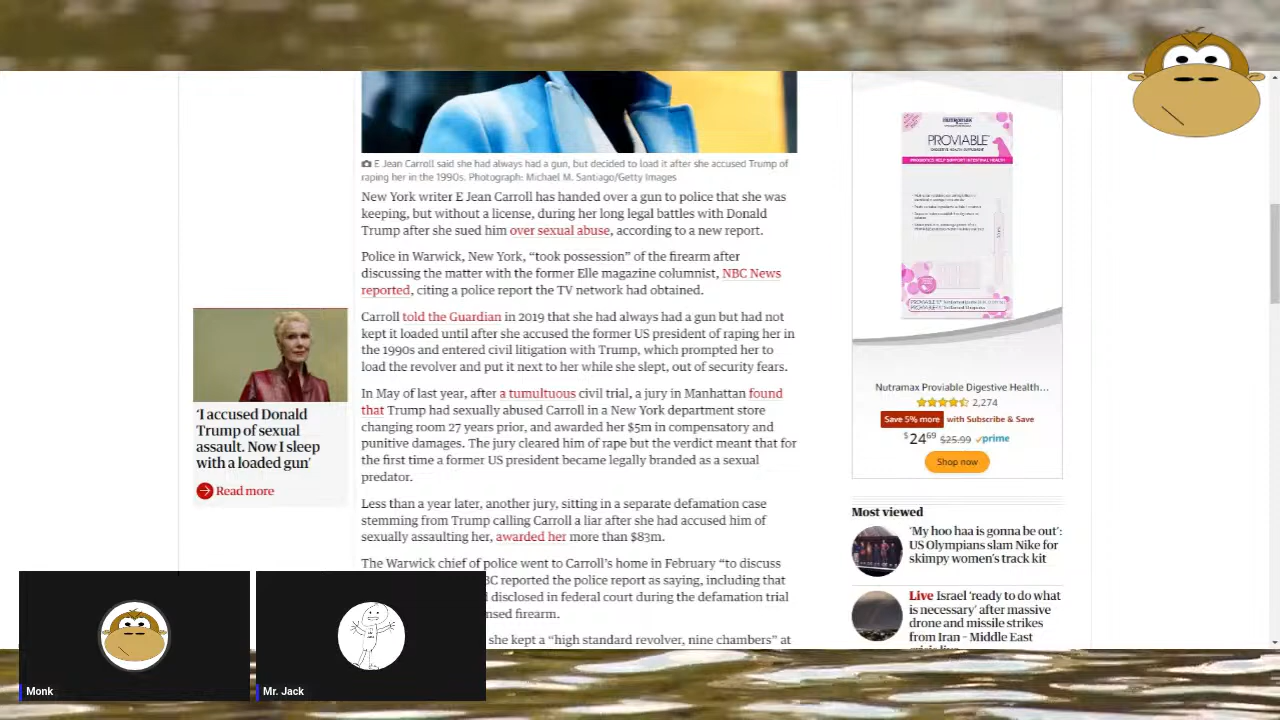 E Jean Carroll said she had always had a gun, but decided to load it after she accused Trump of
raping her in the 1990s. Photograph: Michael M. Santiago/Getty Images
New York writer E Jean Carroll has handed over a gun to police that she was
keeping, but without a license, during her long legal battles with Donald
Trump after she sued him over sexual abuse, according to a new report.
Police in Warwick, New York, “took possession” of the firearm after
discussing the matter with the former Elle magazine columnist, NBC News
reported, citing a police report the TV network had obtained.
Carroll told the Guardian in 2019 that she had always had a gun but had not
kept it loaded until after she accused the former US president of raping her in
the 1990s and entered civil litigation with Trump, which prompted her to
load the revolver and put it next to her while she slept, out of security fears.
In May of last year, after a tumultuous civil trial, a jury in Manhattan found
that Trump had sexually abused Carroll in a New York department store
changing room 27 years prior, and awarded her $5m in compensatory and
punitive damages. The jury cleared him of rape but the verdict meant that for
the first time a former US president became legally branded as a sexual
predator.
Less than a year later, another jury, sitting in a separate defamation case
stemming from Trump calling Carroll a liar after she had accused him of
sexually assaulting her, awarded her more than $83m.
The Warwick chief of police went to Carroll’s home in February “to discuss
BC reported the police report as saying, including that
disclosed in federal court during the defamation trial
nsed firearm.
she kept a “high standard revolver, nine chambers” at
‘I accused Donald
Trump of sexual
assault. Now I sleep
with a loaded gun’
Read more
nutramax
PROVIABLE
Nutramax Proviable Digestive Health…
2,274
Save 5% more with Subscribe & Save
$24 69 $25.99 prime
Shop now
Most viewed
‘My hoo haa is gonna be out’:
US Olympians slam Nike for
skimpy women’s track kit
Live Israel ‘ready to do what
is necessary’ after massive
drone and missile strikes
from Iran – Middle East
Monk
Mr. Jack